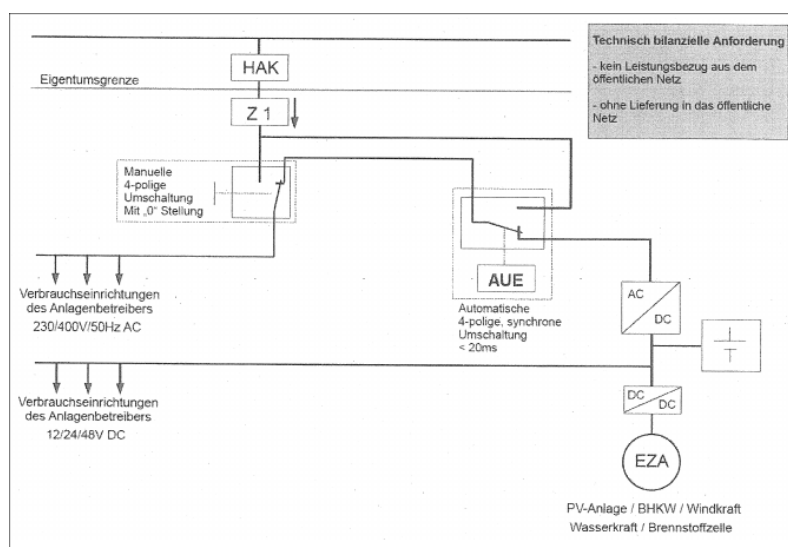 Technisch bilanzielle Anforderung
- kein Leistungsbezug aus dem
öffentlichen Netz
- ohne Lieferung in das öffentliche
Netz
HAK
Eigentumsgrenze
Z 1
Manuelle
4-polige
Umschaltung
Mit „0“ Stellung
AUE
Automatische
4-polige, synchrone
Umschaltung
< 20ms
Verbrauchseinrichtungen
des Anlagenbetreibers
230/400V/50Hz AC
AC
DC
Verbrauchseinrichtungen
des Anlagenbetreibers
12/24/48V DC
DC
DC
EZA
PV-Anlage / BHKW / Windkraft
Wasserkraft / Brennstoffzelle